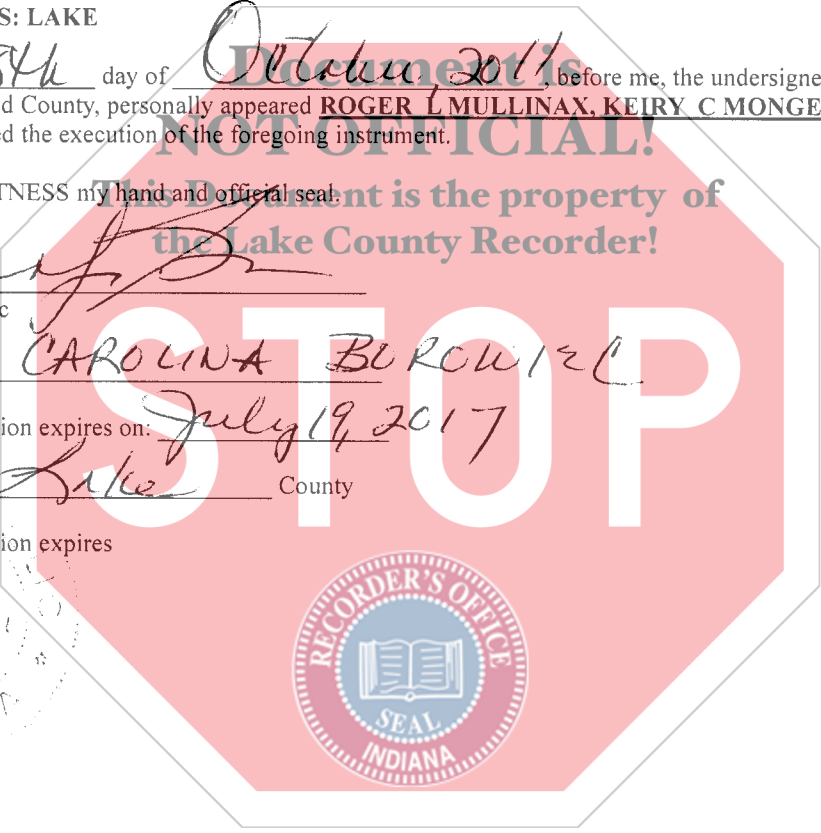 S: LAKE
day of October, 2011, before me, the undersigne
d County, personally appeared ROGER L MULLINAX, KEIRY C MONGE
ed the execution of the foregoing instrument.
TNESS my hand and official seal.
c
CAROLINA BOROWIEC
ion expires on: July 19, 2017
Lake County
ion expires
Document is
NOT OFFICIAL!
This Document is the property of
the Lake County Recorder!
STOP
RECORDER'S OFFICE
SEAL
INDIANA